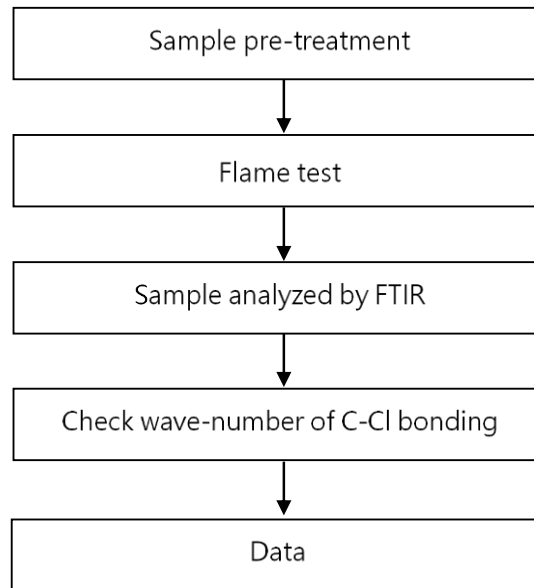 Sample pre-treatment
Flame test
Sample analyzed by FTIR
Check wave-number of C-Cl bonding
Data